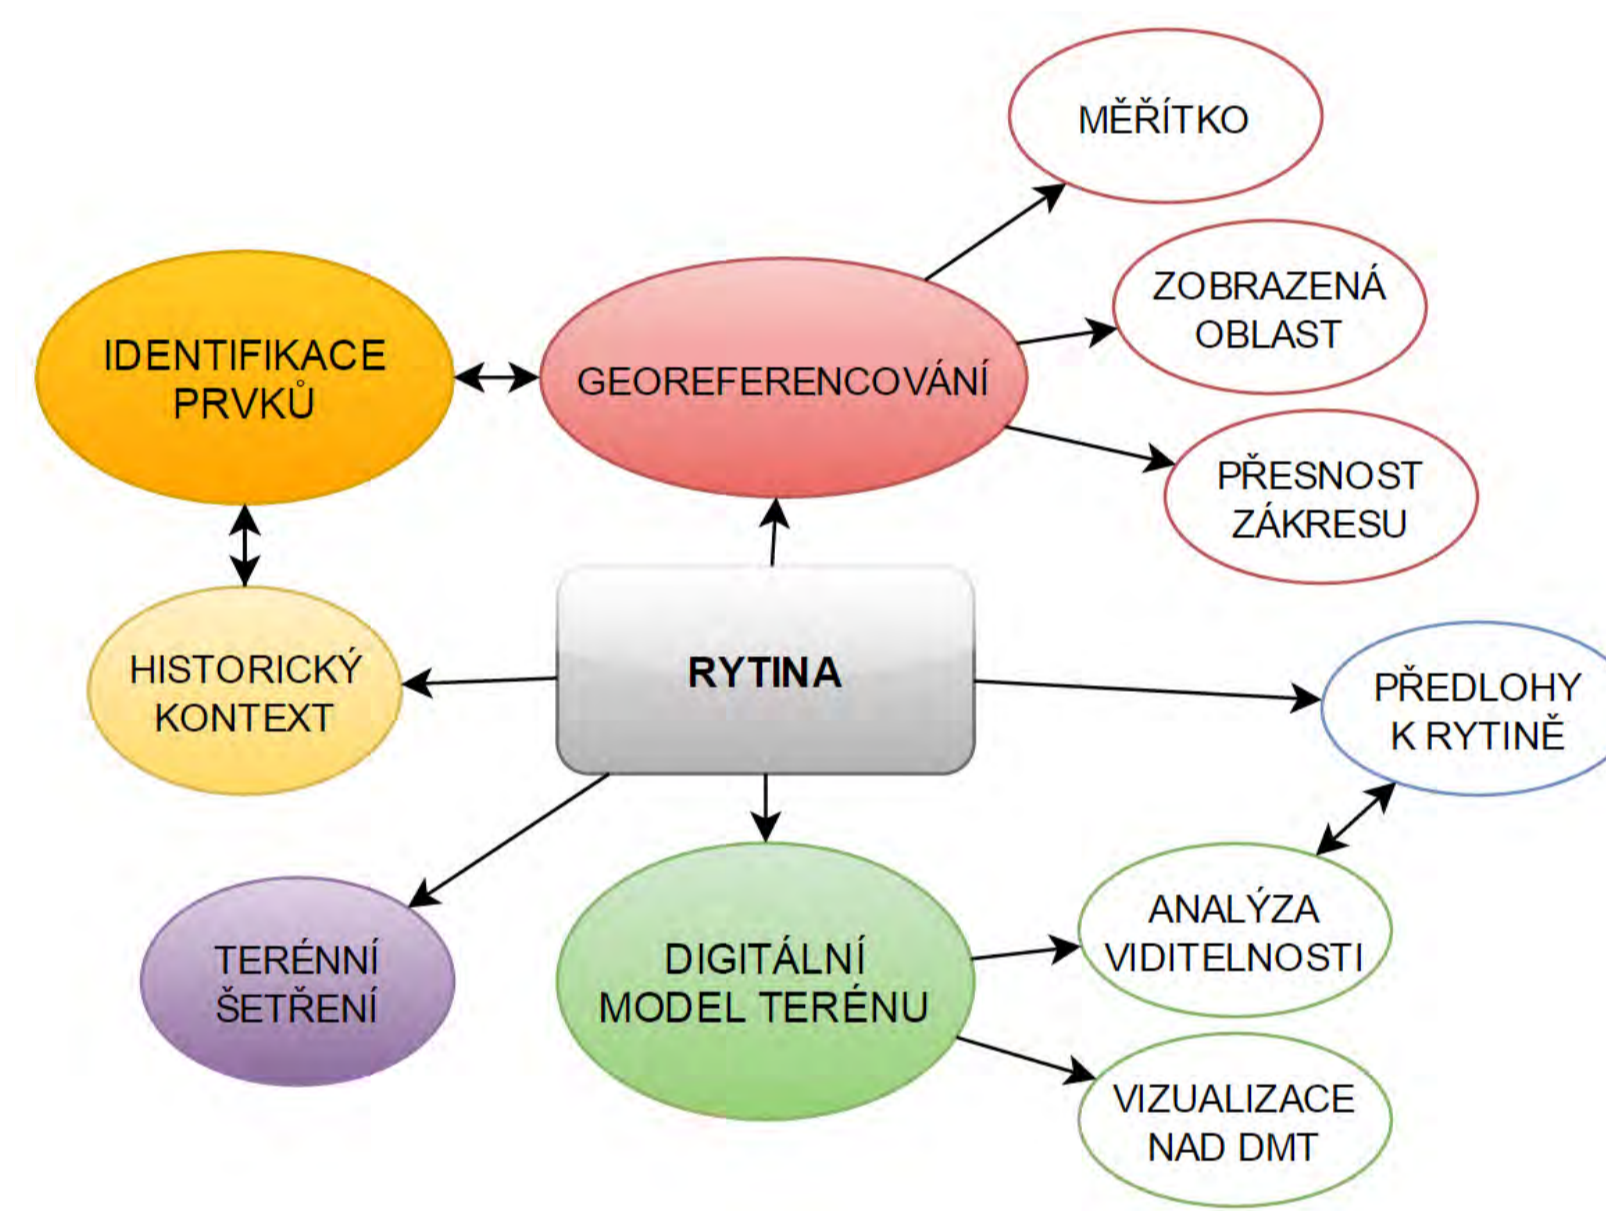 MĚŘÍTKO
ZOBRAZENÁ
OBLAST
IDENTIFIKACE
PRVKŮ
GEOREFERENCOVÁNÍ
PŘESNOST
ZÁKRESU
HISTORICKÝ
KONTEXT
RYTINA
PŘEDLOHY
K RYTINĚ
TERÉNNÍ
ŠETŘENÍ
DIGITÁLNÍ
MODEL TERÉNU
ANALÝZA
VIDITELNOSTI
VIZUALIZACE
NAD DMT